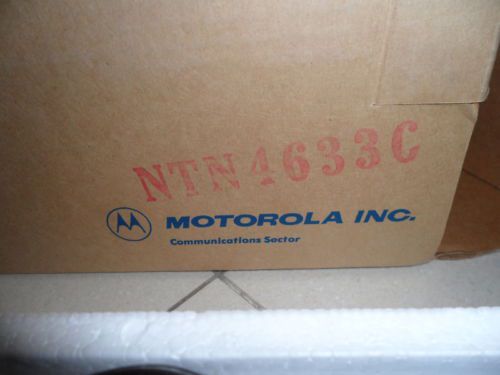 NTN4633C
MOTOROLA INC.
Communications Sector